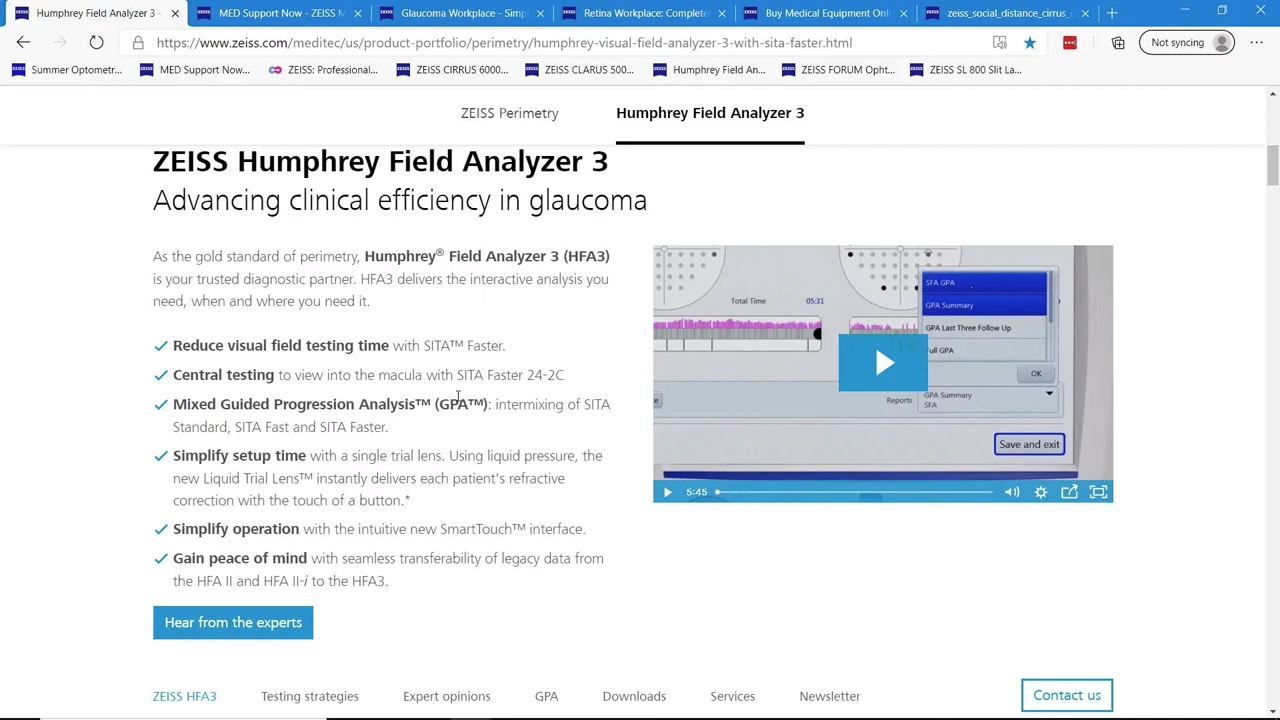 Humphrey Field Analyzer 3 -
MED Support Now - ZEISS M
Glaucoma Workplace - Simpl
Retina Workplace: Complete
Buy Medical Equipment Onli
zeiss_social_distance_cirrus_c
https://www.zeiss.com/meditec/us/product-portfolio/perimetry/humphrey-visual-field-analyzer-3-with-sita-faster.html
Not syncing
Summer Optometr...
MED Support Now...
ZEISS: Professional...
ZEISS CIRRUS 6000...
ZEISS CLARUS 500...
Humphrey Field An...
ZEISS FORUM Opht...
ZEISS SL 800 Slit La...
ZEISS Perimetry
Humphrey Field Analyzer 3
ZEISS Humphrey Field Analyzer 3
Advancing clinical efficiency in glaucoma
As the gold standard of perimetry, Humphrey® Field Analyzer 3 (HFA3)
is your trusted diagnostic partner. HFA3 delivers the interactive analysis you
need, when and where you need it.
Reduce visual field testing time with SITA™ Faster.
Central testing to view into the macula with SITA Faster 24-2C
Mixed Guided Progression Analysis™ (GPA™): intermixing of SITA
Standard, SITA Fast and SITA Faster.
Simplify setup time with a single trial lens. Using liquid pressure, the
new Liquid Trial Lens™ instantly delivers each patient's refractive
correction with the touch of a button.*
Simplify operation with the intuitive new SmartTouch™ interface.
Gain peace of mind with seamless transferability of legacy data from
the HFA II and HFA II-i to the HFA3.
Hear from the experts
SFA GPA
GPA Summary
GPA Last Three Follow Up
Full GPA
OK
Total Time 05:31
Reports
GPA Summary
SFA
Save and exit
5:45
ZEISS HFA3
Testing strategies
Expert opinions
GPA
Downloads
Services
Newsletter
Contact us